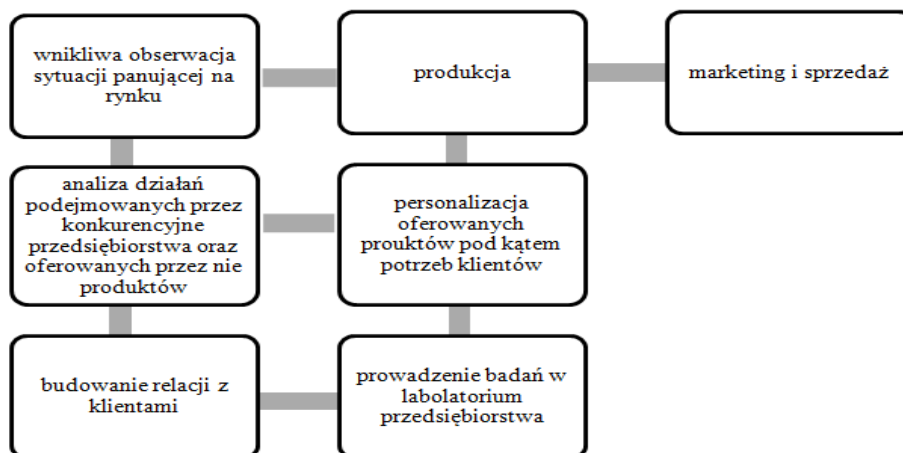 wnikliwa obserwacja
sytuacji panującej na
rynku
produkcja
marketing i sprzedaż
analiza działań
podejmowanych przez
konkurencyjne
przedsiębiorstwa oraz
oferowanych przez nie
produktów
personalizacja
oferowanych
prouktów pod kątem
potrzeb klientów
budowanie relacji z
klientami
prowadzenie badań w
labolatorium
przedsiębiorstwa